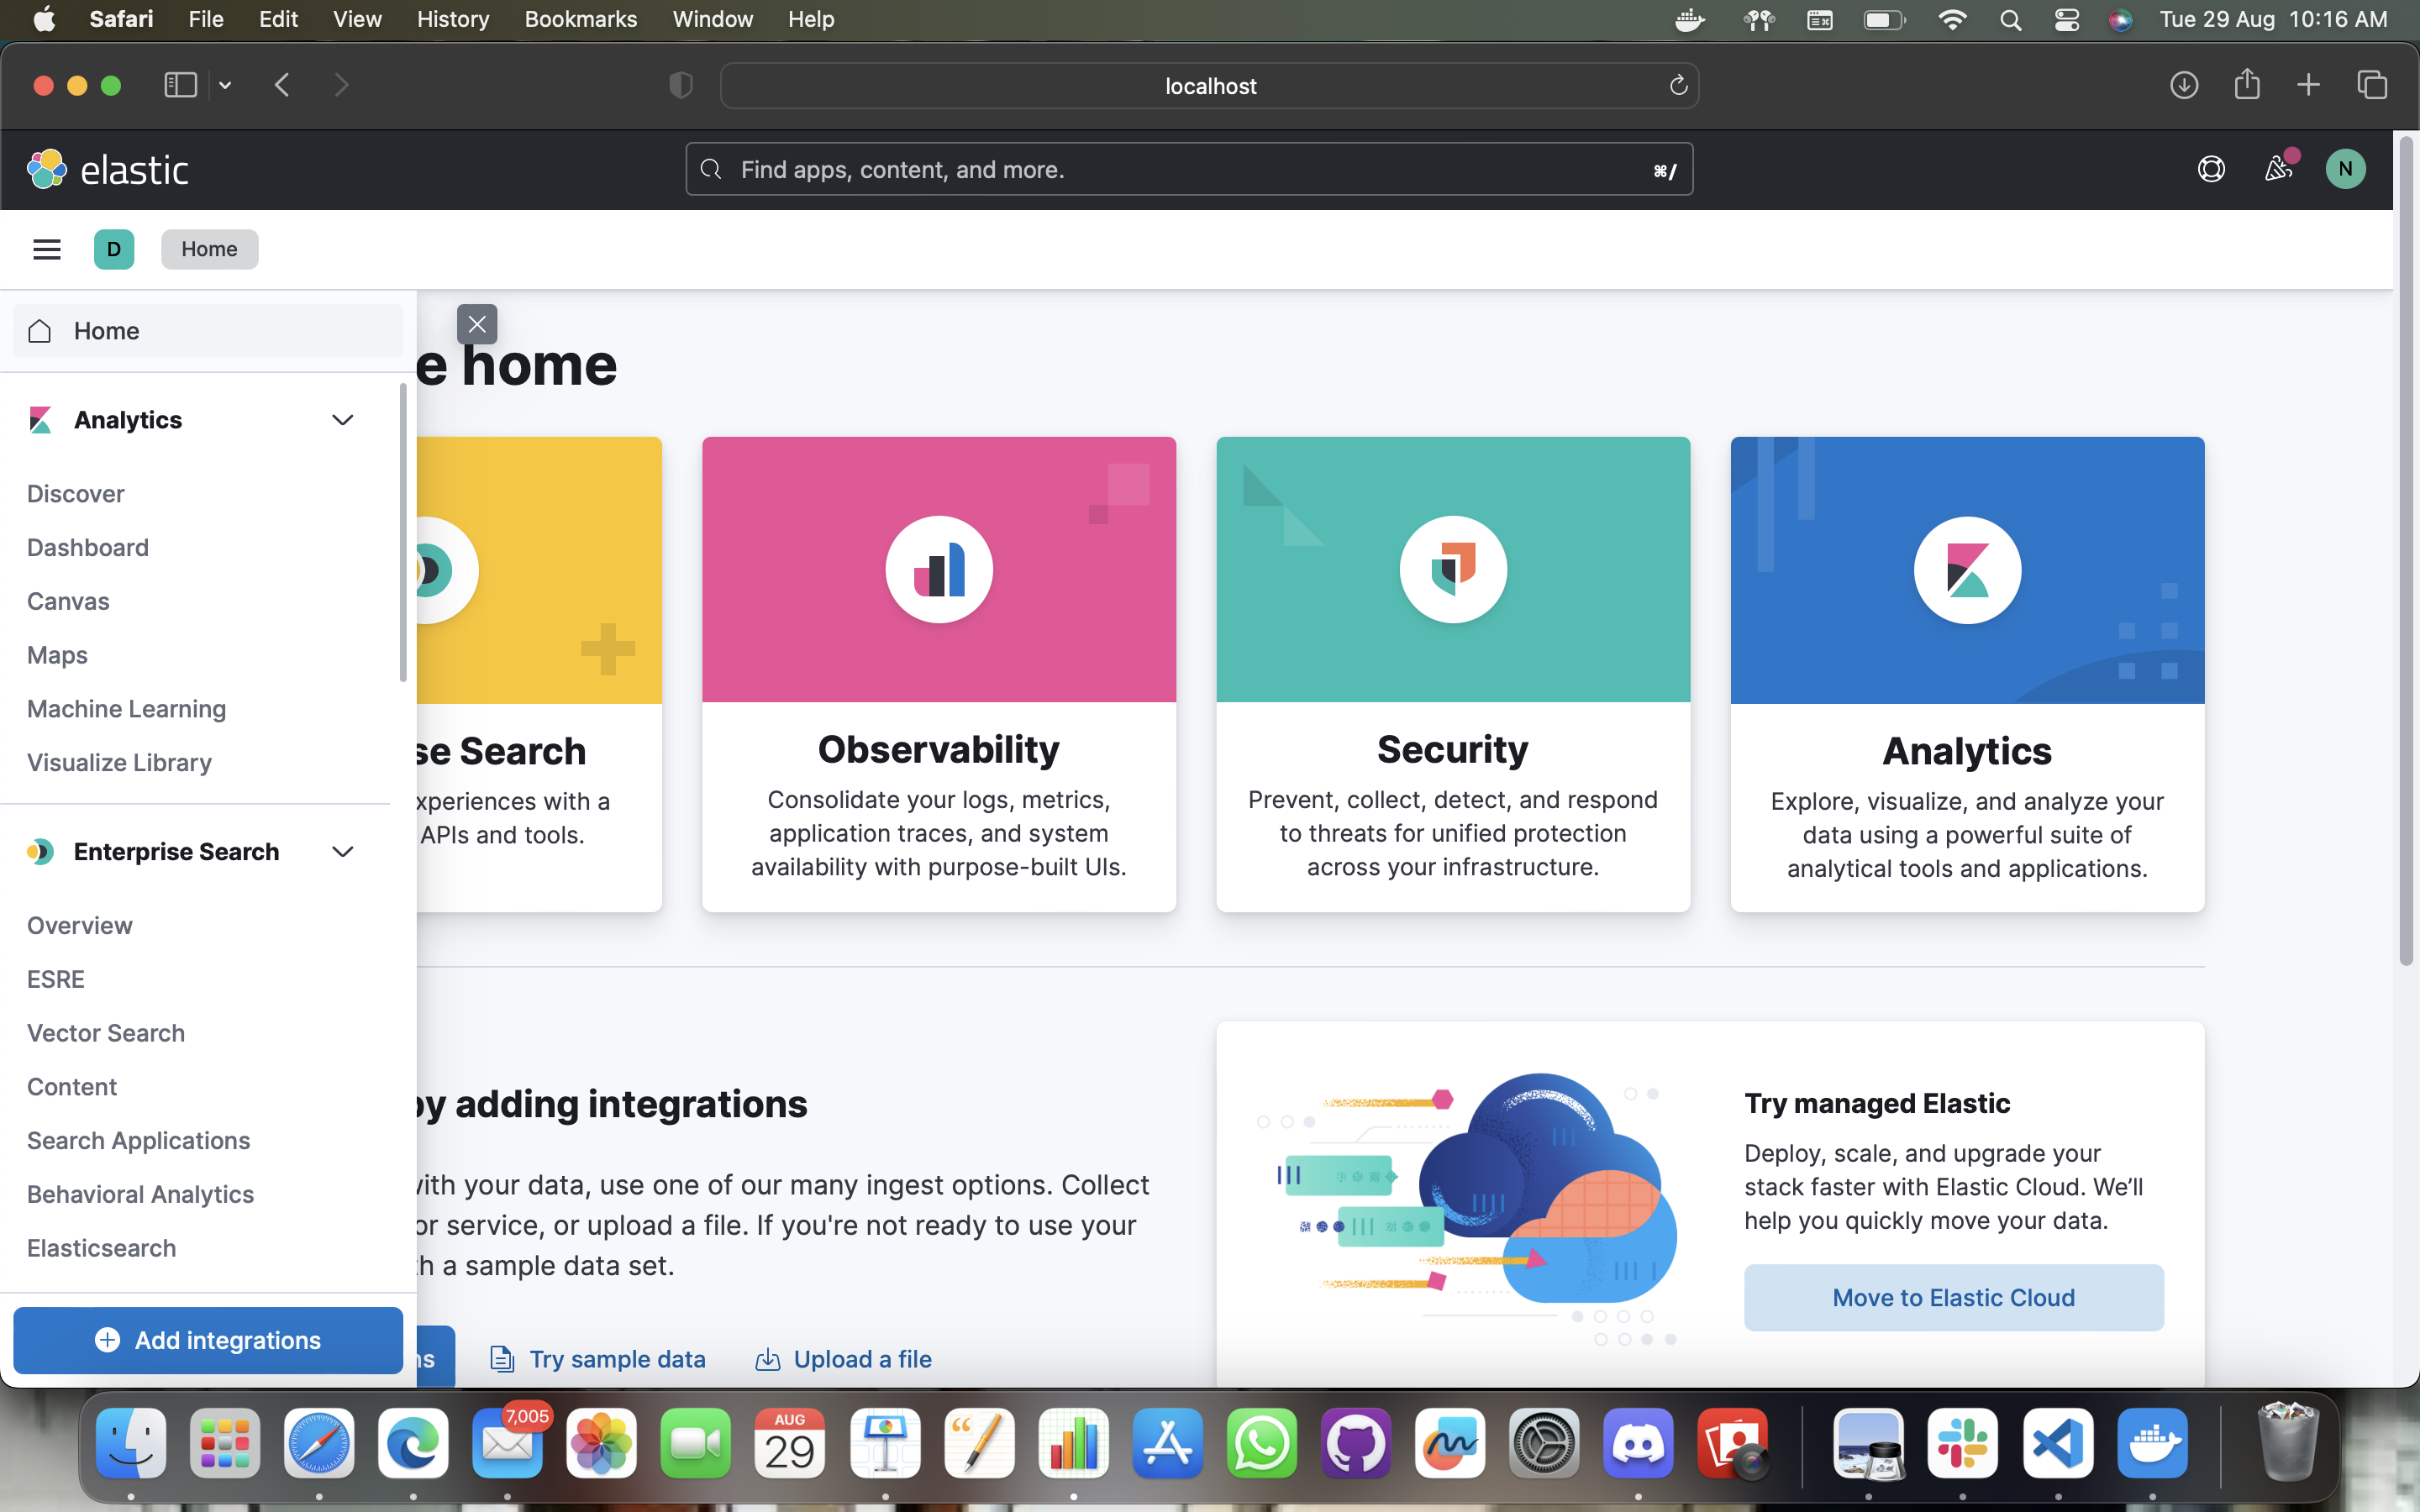 Safari File Edit View History Bookmarks Window Help Tue 29 Aug 10:16 AM
localhost
elastic Find apps, content, and more. ⌘/ N
D Home
Home
e home
Analytics
Discover
Dashboard
Canvas
Maps
Machine Learning
Visualize Library
Enterprise Search
Overview
ESRE
Vector Search
Content
Search Applications
Behavioral Analytics
Elasticsearch
Add integrations
se Search
xperiences with a
APIs and tools.
Observability
Consolidate your logs, metrics,
application traces, and system
availability with purpose-built UIs.
Security
Prevent, collect, detect, and respond
to threats for unified protection
across your infrastructure.
Analytics
Explore, visualize, and analyze your
data using a powerful suite of
analytical tools and applications.
by adding integrations
with your data, use one of our many ingest options. Collect
or service, or upload a file. If you're not ready to use your
th a sample data set.
ns Try sample data Upload a file
Try managed Elastic
Deploy, scale, and upgrade your
stack faster with Elastic Cloud. We'll
help you quickly move your data.
Move to Elastic Cloud
7,005
AUG
29